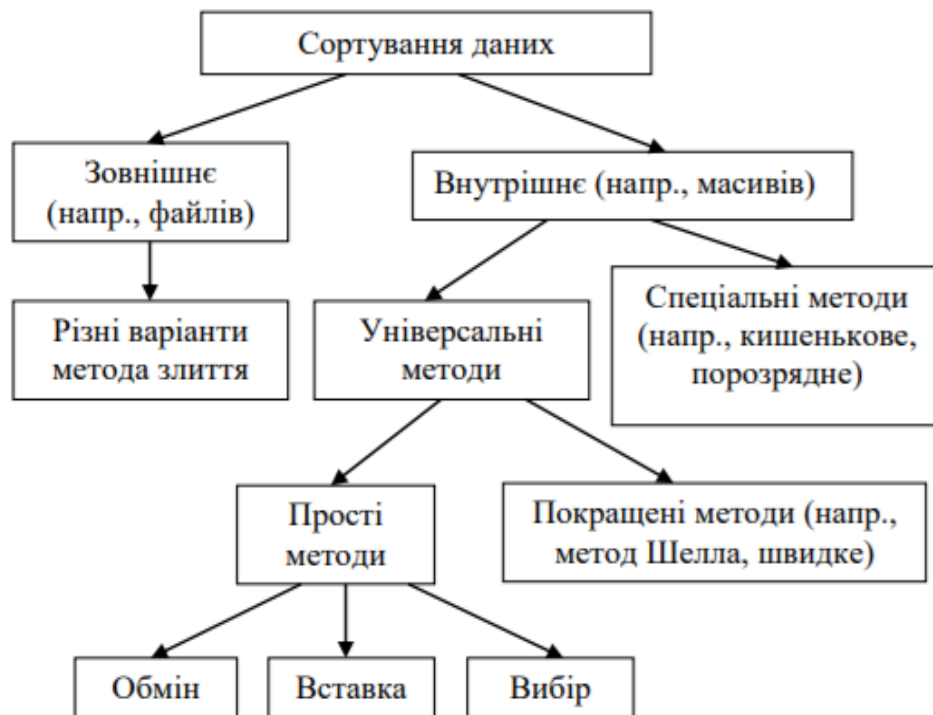 Сортування даних
Зовнішнє
(напр., файлів)
Внутрішнє (напр., масивів)
Різні варіанти
метода злиття
Універсальні
методи
Спеціальні методи
(напр., кишенькове,
порозрядне)
Прості
методи
Покращені методи (напр.,
метод Шелла, швидке)
Обмін
Вставка
Вибір